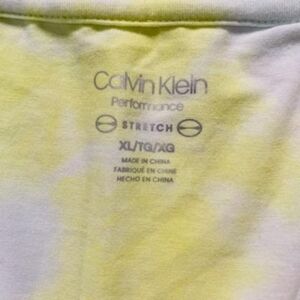 Calvin Klein
Performance
STRETCH
XL/TG/XG
MADE IN CHINA
FABRIQUÉ EN CHINE
HECHO EN CHINA